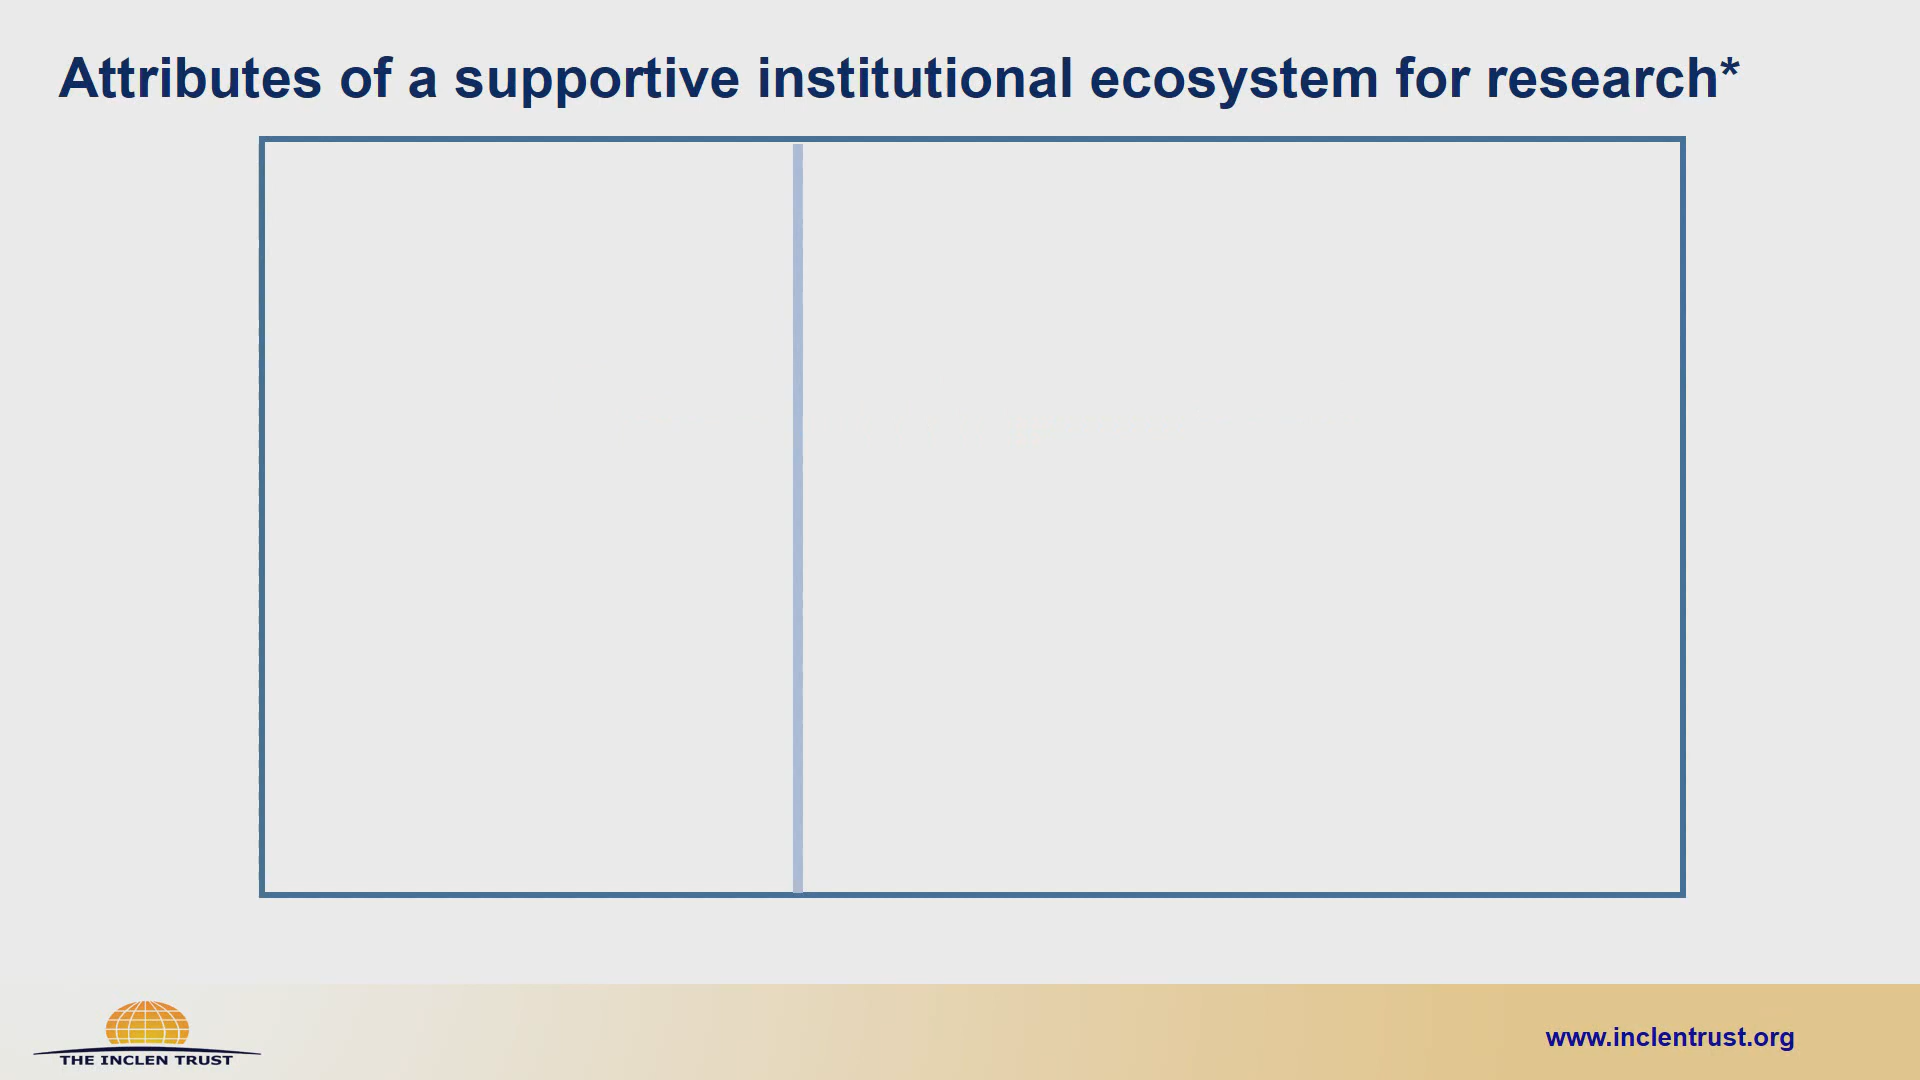 Attributes of a supportive institutional ecosystem for research*
THE INCLEN TRUST
www.inclentrust.org